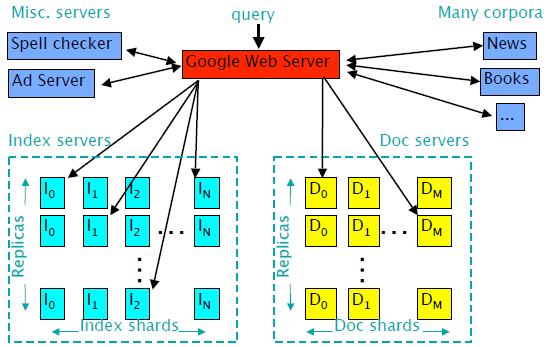 Misc. servers
query
Many corpora
Spell checker
Google Web Server
News
Ad Server
Books
...
Index servers
Doc servers
Replicas
I0 I1 I2 IN
I0 I1 I2 ... IN
I0 I1 I2 IN
Index shards
Replicas
D0 D1 DM
D0 D1 ... DM
D0 D1 DM
Doc shards